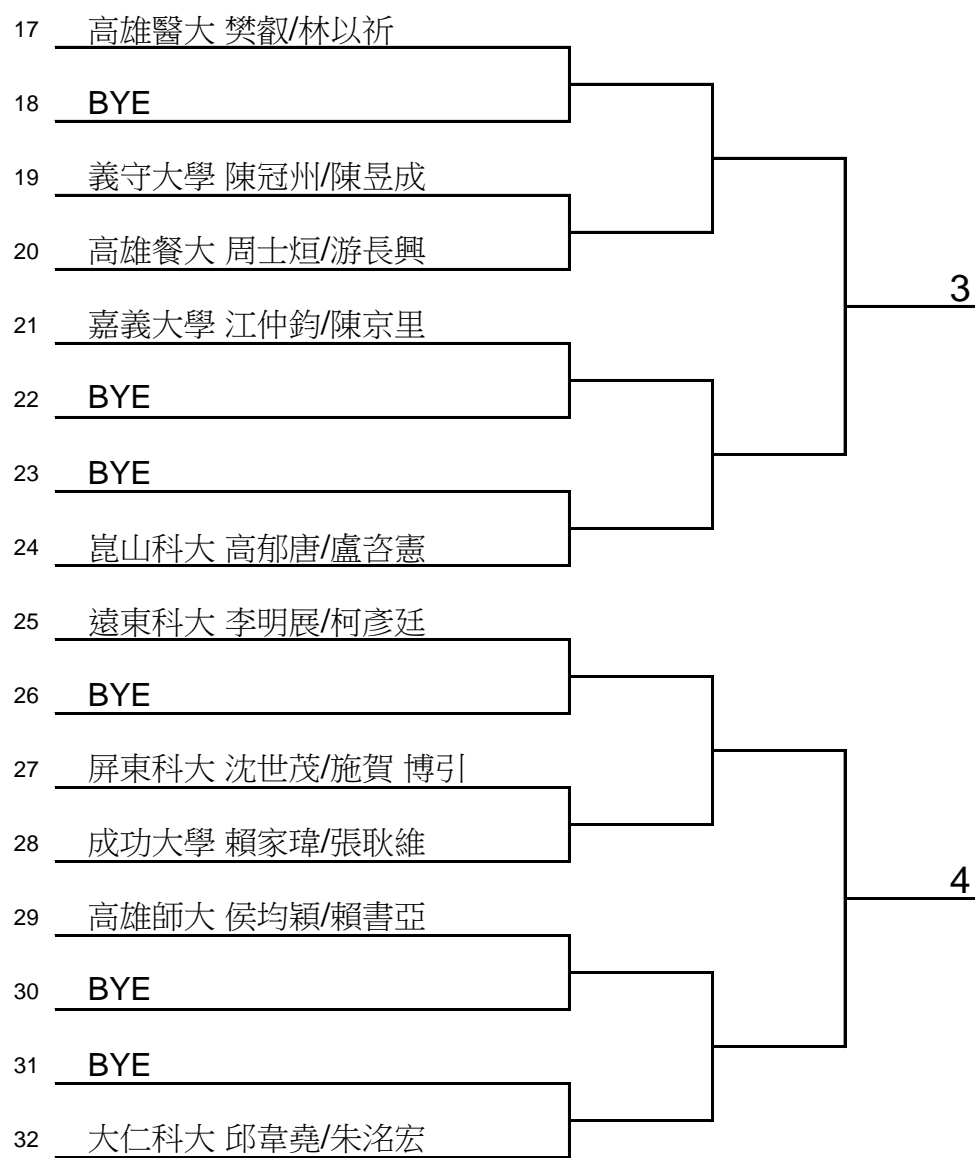 17 高雄醫大 樊叡/林以祈
18 BYE
19 義守大學 陳冠州/陳昱成
20 高雄餐大 周士烜/游長興
3
21 嘉義大學 江仲鈞/陳京里
22 BYE
23 BYE
24 崑山科大 高郁唐/盧咨憲
25 遠東科大 李明展/柯彥廷
26 BYE
27 屏東科大 沈世茂/施賀 博引
28 成功大學 賴家瑋/張耿維
4
29 高雄師大 侯均穎/賴書亞
30 BYE
31 BYE
32 大仁科大 邱韋堯/朱洺宏